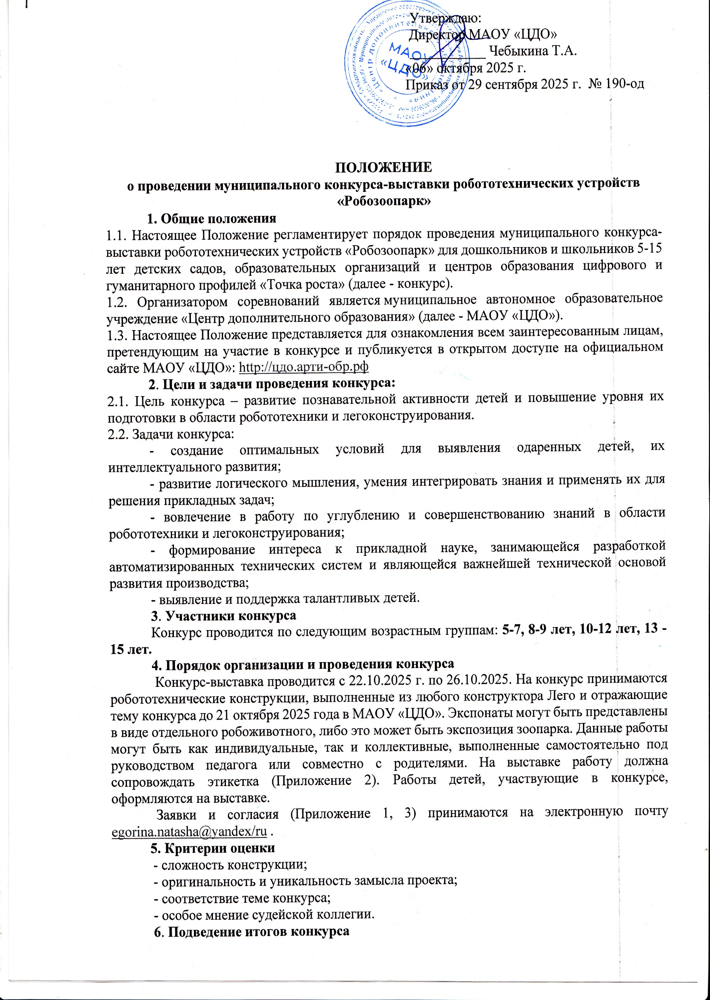 Утверждаю:
Директор МАОУ «ЦДО»
___________ Чебыкина Т.А.
«06» октября 2025 г.
Приказ от 29 сентября 2025 г. № 190-од
МАОУ
«ЦДО»
ПОЛОЖЕНИЕ
о проведении муниципального конкурса-выставки робототехнических устройств
«Робозоопарк»
1. Общие положения
1.1. Настоящее Положение регламентирует порядок проведения муниципального конкурса-
выставки робототехнических устройств «Робозоопарк» для дошкольников и школьников 5-15
лет детских садов, образовательных организаций и центров образования цифрового и
гуманитарного профилей «Точка роста» (далее - конкурс).
1.2. Организатором соревнований является муниципальное автономное образовательное
учреждение «Центр дополнительного образования» (далее - МАОУ «ЦДО»).
1.3. Настоящее Положение представляется для ознакомления всем заинтересованным лицам,
претендующим на участие в конкурсе и публикуется в открытом доступе на официальном
сайте МАОУ «ЦДО»: http://цдо.арти-обр.рф
2. Цели и задачи проведения конкурса:
2.1. Цель конкурса – развитие познавательной активности детей и повышение уровня их
подготовки в области робототехники и легоконструирования.
2.2. Задачи конкурса:
- создание оптимальных условий для выявления одаренных детей, их
интеллектуального развития;
- развитие логического мышления, умения интегрировать знания и применять их для
решения прикладных задач;
- вовлечение в работу по углублению и совершенствованию знаний в области
робототехники и легоконструирования;
- формирование интереса к прикладной науке, занимающейся разработкой
автоматизированных технических систем и являющейся важнейшей технической основой
развития производства;
- выявление и поддержка талантливых детей.
3. Участники конкурса
Конкурс проводится по следующим возрастным группам: 5-7, 8-9 лет, 10-12 лет, 13 -
15 лет.
4. Порядок организации и проведения конкурса
Конкурс-выставка проводится с 22.10.2025 г. по 26.10.2025. На конкурс принимаются
робототехнические конструкции, выполненные из любого конструктора Лего и отражающие
тему конкурса до 21 октября 2025 года в МАОУ «ЦДО». Экспонаты могут быть представлены
в виде отдельного робоживотного, либо это может быть экспозиция зоопарка. Данные работы
могут быть как индивидуальные, так и коллективные, выполненные самостоятельно под
руководством педагога или совместно с родителями. На выставке работу должна
сопровождать этикетка (Приложение 2). Работы детей, участвующие в конкурсе,
оформляются на выставке.
Заявки и согласия (Приложение 1, 3) принимаются на электронную почту
egorina.natasha@yandex/ru .
5. Критерии оценки
- сложность конструкции;
- оригинальность и уникальность замысла проекта;
- соответствие теме конкурса;
- особое мнение судейской коллегии.
6. Подведение итогов конкурса